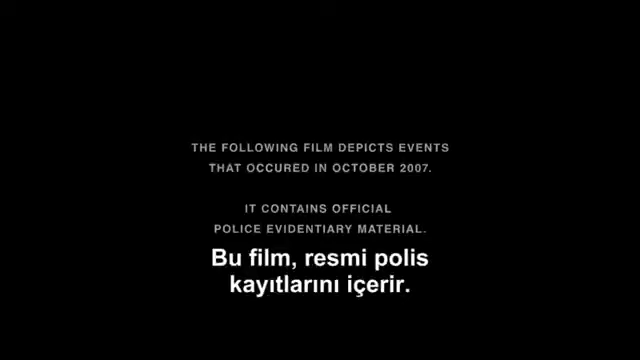 THE FOLLOWING FILM DEPICTS EVENTS
THAT OCCURED IN OCTOBER 2007.
IT CONTAINS OFFICIAL
POLICE EVIDENTIARY MATERIAL.
Bu film, resmi polis
kayıtlarını içerir.